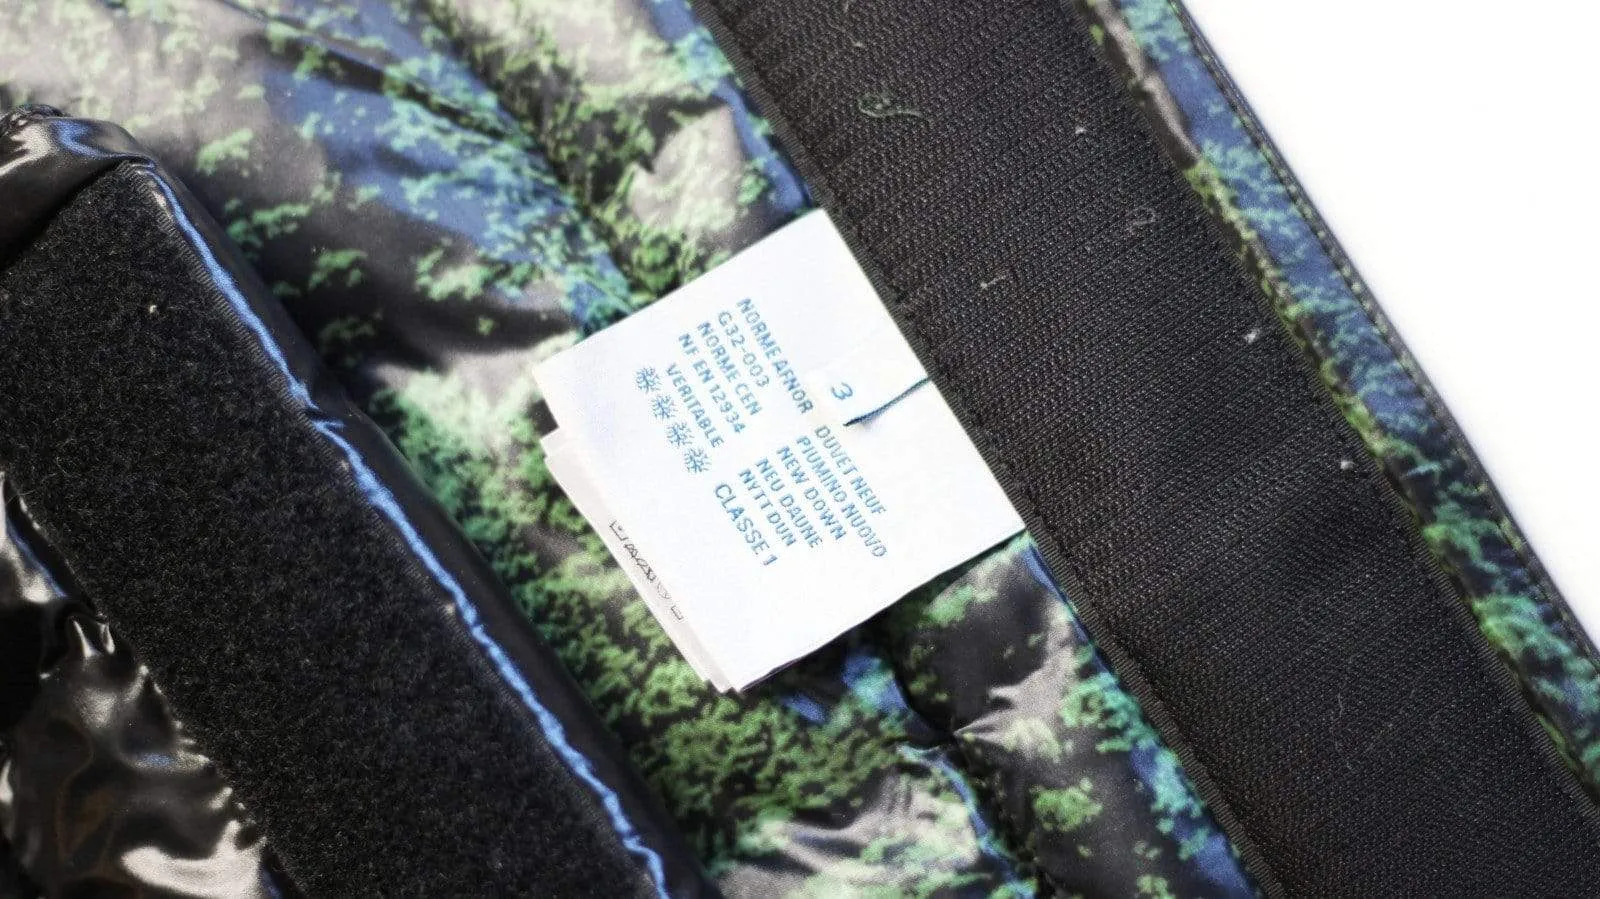 3
NORME AFNOR
G32-003
NORME CEN
NF EN 12934
VERITABLE
DUVET NEUF
PIUMINO NUOVO
NEW DOWN
NEU DAUNE
NYTT DUN
CLASSE 1